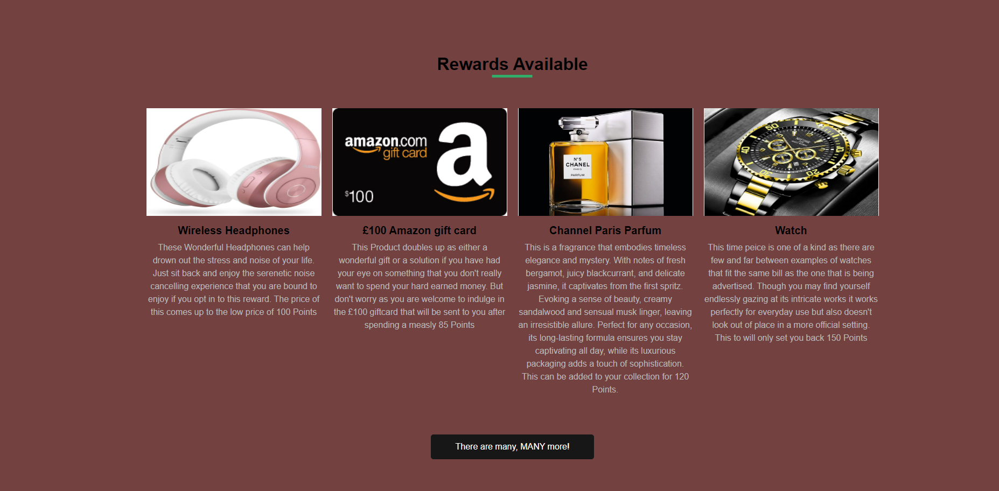 Rewards Available
amazon.com
gift card
a
$100
N°5
CHANEL
PARIS
PARFUM
50
40
30
20
10
Wireless Headphones
These Wonderful Headphones can help
drown out the stress and noise of your life.
Just sit back and enjoy the serenetic noise
cancelling experience that you are bound to
enjoy if you opt in to this reward. The price of
this comes up to the low price of 100 Points
£100 Amazon gift card
This Product doubles up as either a
wonderful gift or a solution if you have had
your eye on something that you don't really
want to spend your hard earned money. But
don't worry as you are welcome to indulge in
the £100 giftcard that will be sent to you after
spending a measly 85 Points
Channel Paris Parfum
This is a fragrance that embodies timeless
elegance and mystery. With notes of fresh
bergamot, juicy blackcurrant, and delicate
jasmine, it captivates from the first spritz.
Evoking a sense of beauty, creamy
sandalwood and sensual musk linger, leaving
an irresistible allure. Perfect for any occasion,
its long-lasting formula ensures you stay
captivating all day, while its luxurious
packaging adds a touch of sophistication.
This can be added to your collection for 120
Points.
Watch
This time peice is one of a kind as there are
few and far between examples of watches
that fit the same bill as the one that is being
advertised. Though you may find yourself
endlessly gazing at its intricate works it works
perfectly for everyday use but also doesn't
look out of place in a more official setting.
This to will only set you back 150 Points
There are many, MANY more!